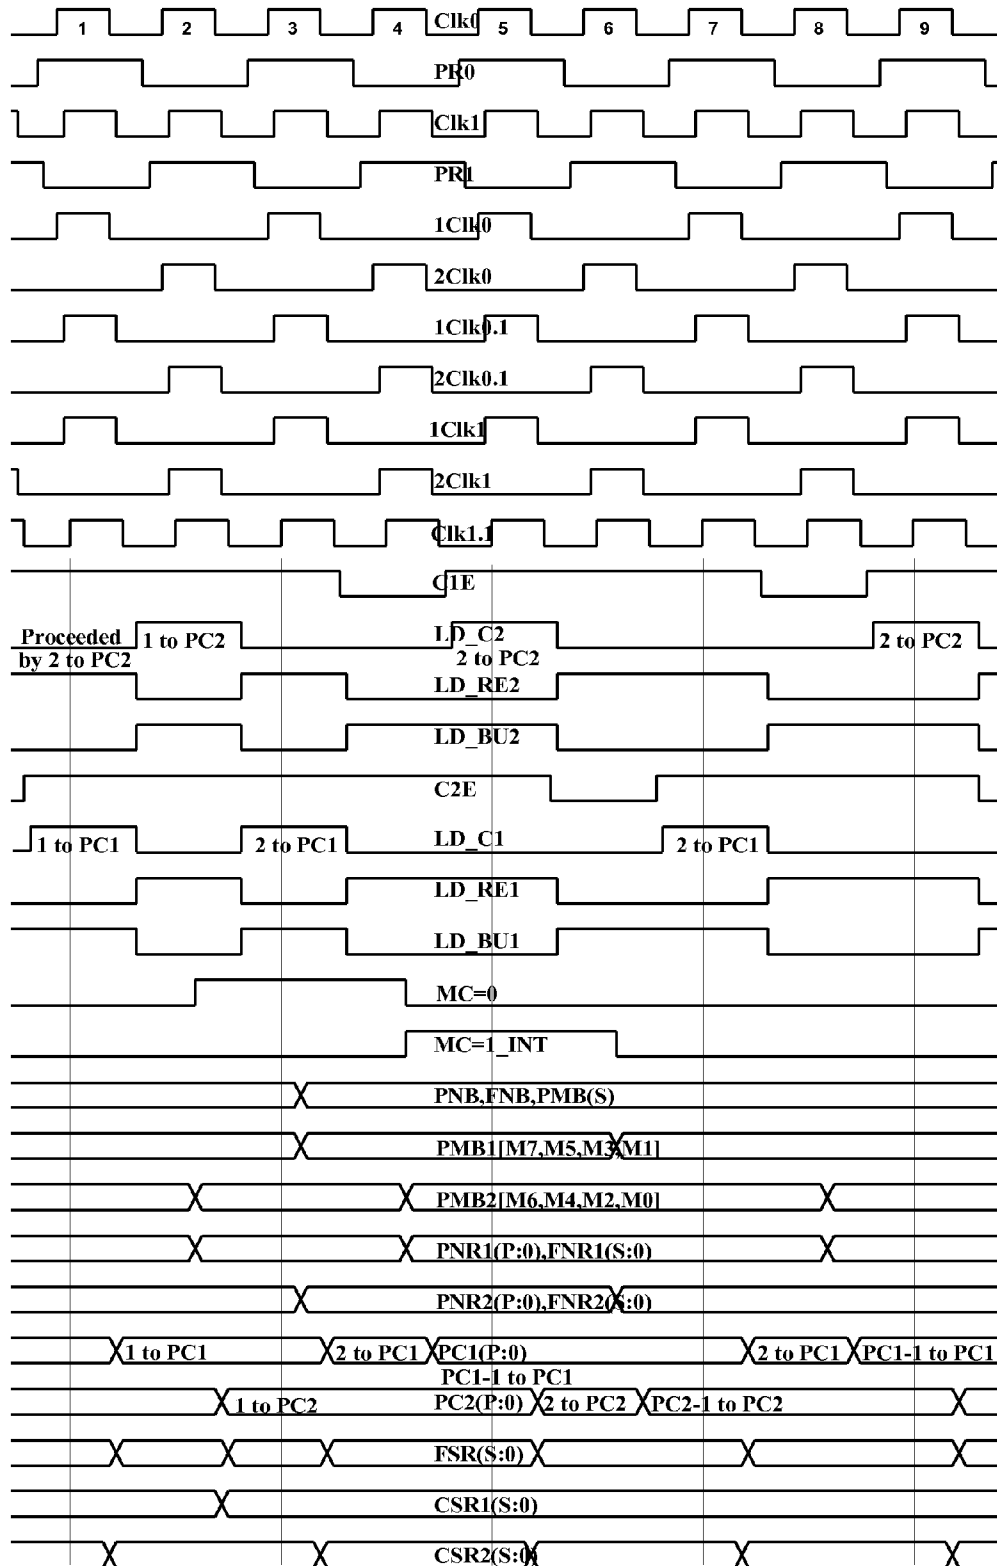 1 2 3 4 Clk0 5 6 7 8 9
PR0
Clk1
PR1
1Clk0
2Clk0
1Clk0.1
2Clk0.1
1Clk1
2Clk1
Clk1.1
C1E
Proceeded
by 2 to PC2
1 to PC2
LD_C2
2 to PC2
2 to PC2
LD_RE2
LD_BU2
C2E
1 to PC1
2 to PC1
LD_C1
2 to PC1
LD_RE1
LD_BU1
MC=0
MC=1_INT
PNB,FNB,PMB(S)
PMB1[M7,M5,M3,M1]
PMB2[M6,M4,M2,M0]
PNR1(P:0),FNR1(S:0)
PNR2(P:0),FNR2(S:0)
1 to PC1 2 to PC1 PC1(P:0) 2 to PC1 PC1-1 to PC1
PC1-1 to PC1
1 to PC2 PC2(P:0) 2 to PC2 PC2-1 to PC2
FSR(S:0)
CSR1(S:0)
CSR2(S:0)